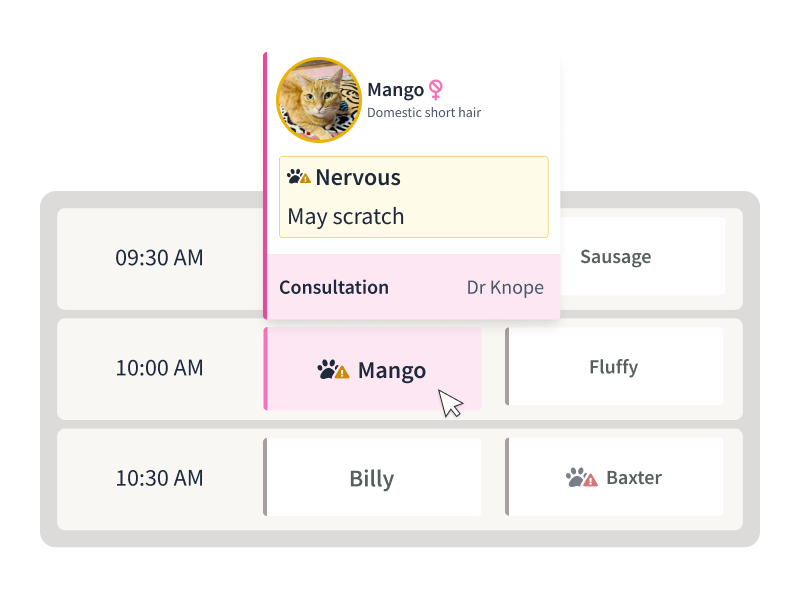 Mango
Domestic short hair
Nervous
May scratch
Consultation Dr Knope
09:30 AM Sausage
10:00 AM Mango Fluffy
10:30 AM Billy Baxter